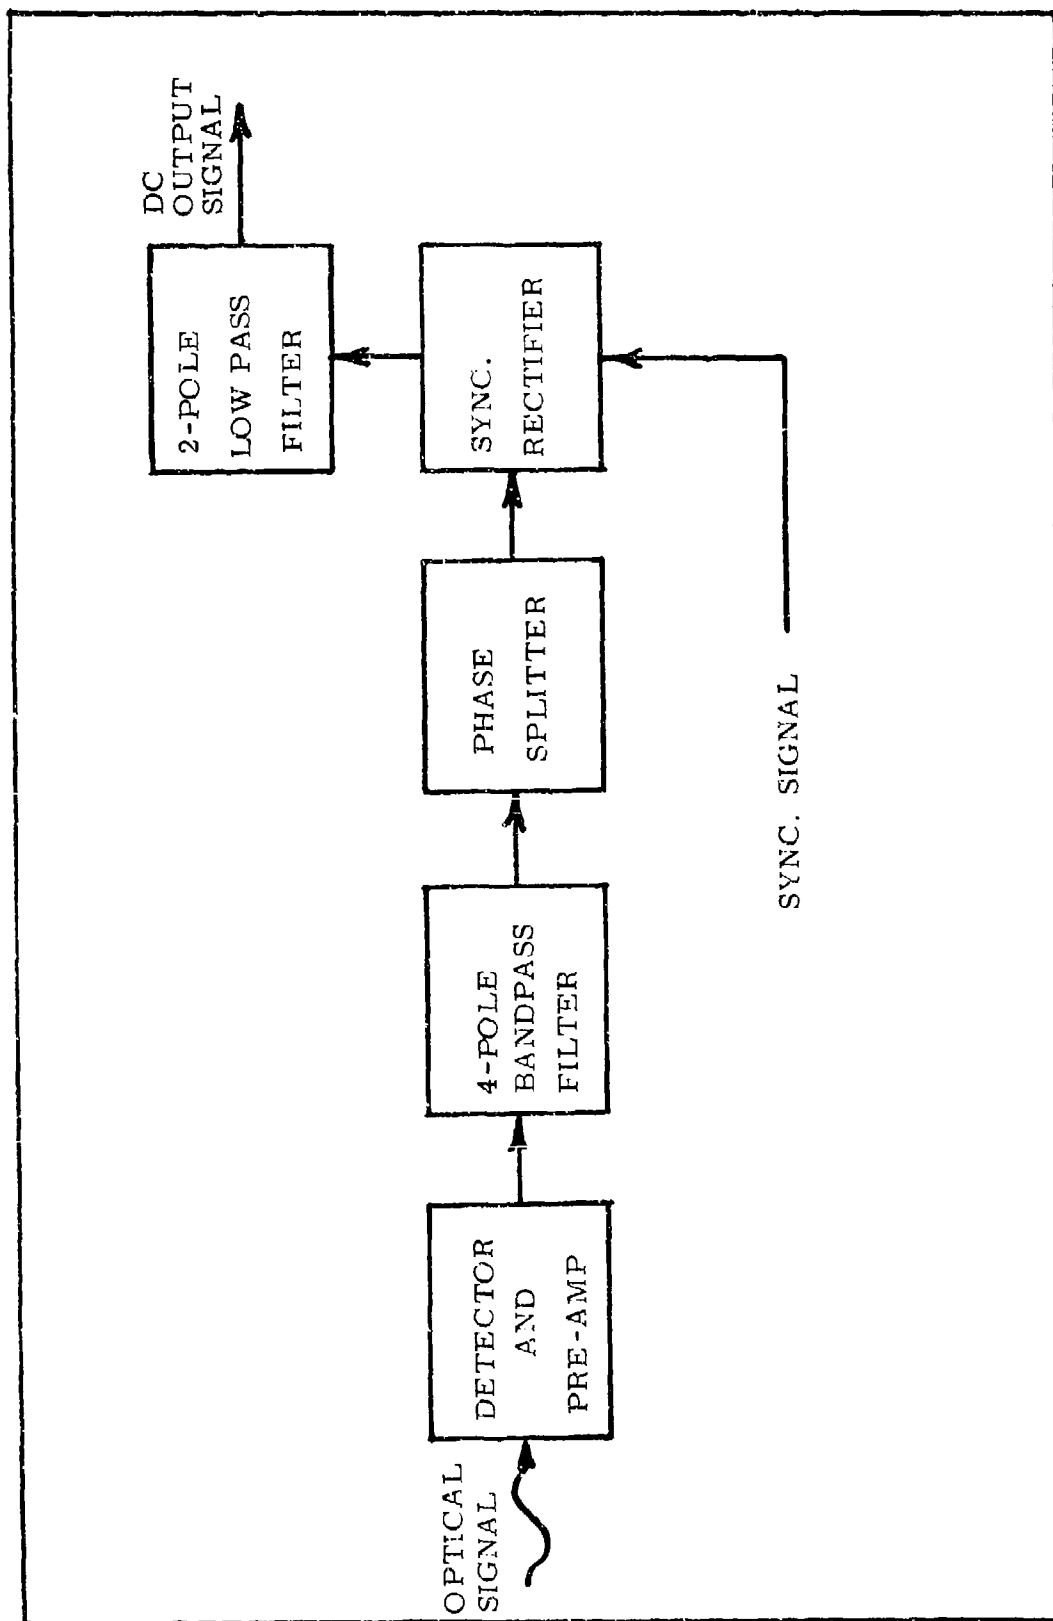 OPTICAL
SIGNAL
DETECTOR
AND
PRE-AMP
4-POLE
BANDPASS
FILTER
PHASE
SPLITTER
SYNC.
RECTIFIER
2-POLE
LOW PASS
FILTER
DC
OUTPUT
SIGNAL
SYNC. SIGNAL